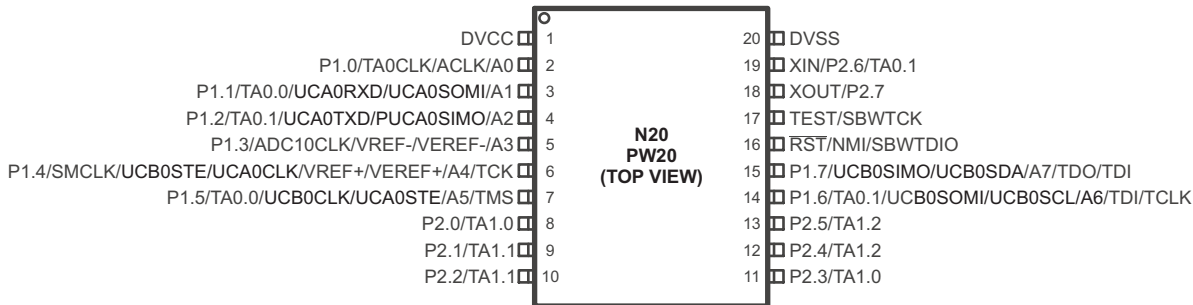 DVCC 1 20 DVSS
P1.0/TA0CLK/ACLK/A0 2 19 XIN/P2.6/TA0.1
P1.1/TA0.0/UCA0RXD/UCA0SOMI/A1 3 18 XOUT/P2.7
P1.2/TA0.1/UCA0TXD/PUCA0SIMO/A2 4 17 TEST/SBWTCK
P1.3/ADC10CLK/VREF-/VEREF-/A3 5 16 RST/NMI/SBWTDIO
P1.4/SMCLK/UCB0STE/UCA0CLK/VREF+/VEREF+/A4/TCK 6 15 P1.7/UCB0SIMO/UCB0SDA/A7/TDO/TDI
P1.5/TA0.0/UCB0CLK/UCA0STE/A5/TMS 7 14 P1.6/TA0.1/UCB0SOMI/UCB0SCL/A6/TDI/TCLK
P2.0/TA1.0 8 13 P2.5/TA1.2
P2.1/TA1.1 9 12 P2.4/TA1.2
P2.2/TA1.1 10 11 P2.3/TA1.0
N20
PW20
(TOP VIEW)